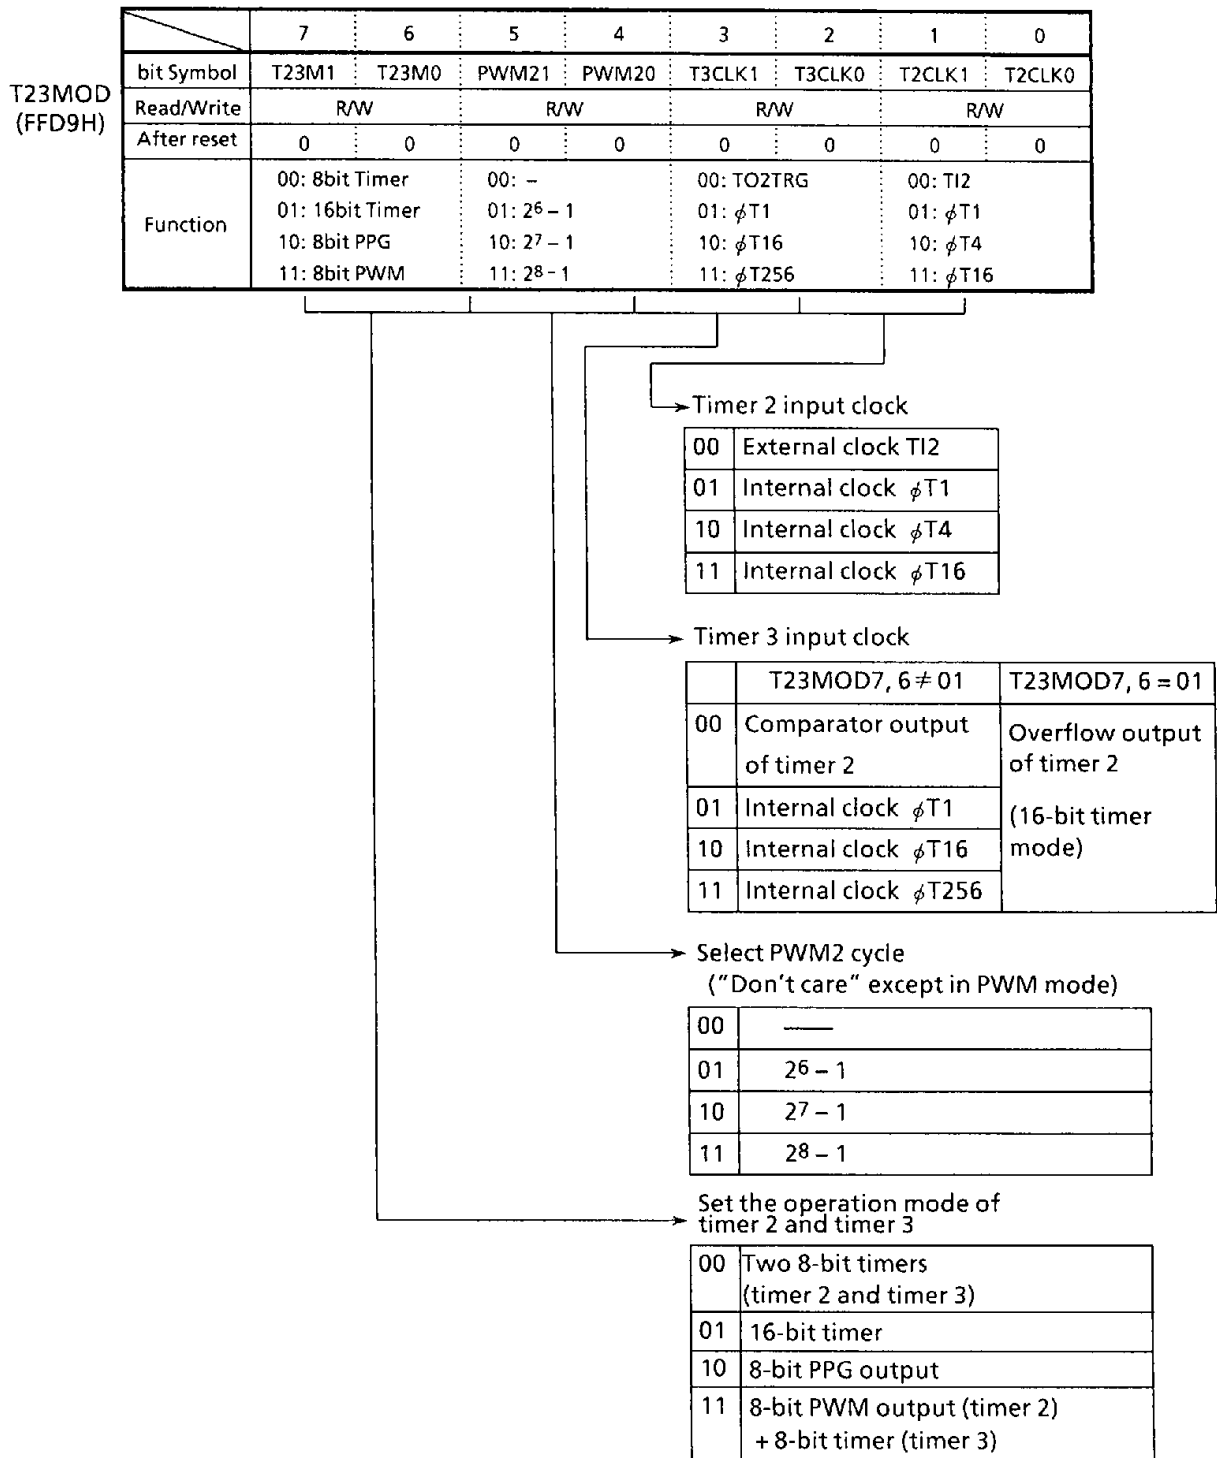 7 6 5 4 3 2 1 0
T23MOD
(FFD9H)
bit Symbol T23M1 T23M0 PWM21 PWM20 T3CLK1 T3CLK0 T2CLK1 T2CLK0
Read/Write R/W R/W R/W R/W
After reset 0 0 0 0 0 0 0 0
Function
00: 8bit Timer 00: – 00: TO2TRG 00: TI2
01: 16bit Timer 01: 2⁶ – 1 01: ϕT1 01: ϕT1
10: 8bit PPG 10: 2⁷ – 1 10: ϕT16 10: ϕT4
11: 8bit PWM 11: 2⁸ – 1 11: ϕT256 11: ϕT16
Timer 2 input clock
00 External clock TI2
01 Internal clock ϕT1
10 Internal clock ϕT4
11 Internal clock ϕT16
Timer 3 input clock
T23MOD7, 6 ≠ 01 T23MOD7, 6 = 01
00 Comparator output
of timer 2
01 Internal clock ϕT1
10 Internal clock ϕT16
11 Internal clock ϕT256
Overflow output
of timer 2
(16-bit timer
mode)
Select PWM2 cycle
("Don't care" except in PWM mode)
00 ——
01 2⁶ – 1
10 2⁷ – 1
11 2⁸ – 1
Set the operation mode of
timer 2 and timer 3
00 Two 8-bit timers
(timer 2 and timer 3)
01 16-bit timer
10 8-bit PPG output
11 8-bit PWM output (timer 2)
+ 8-bit timer (timer 3)